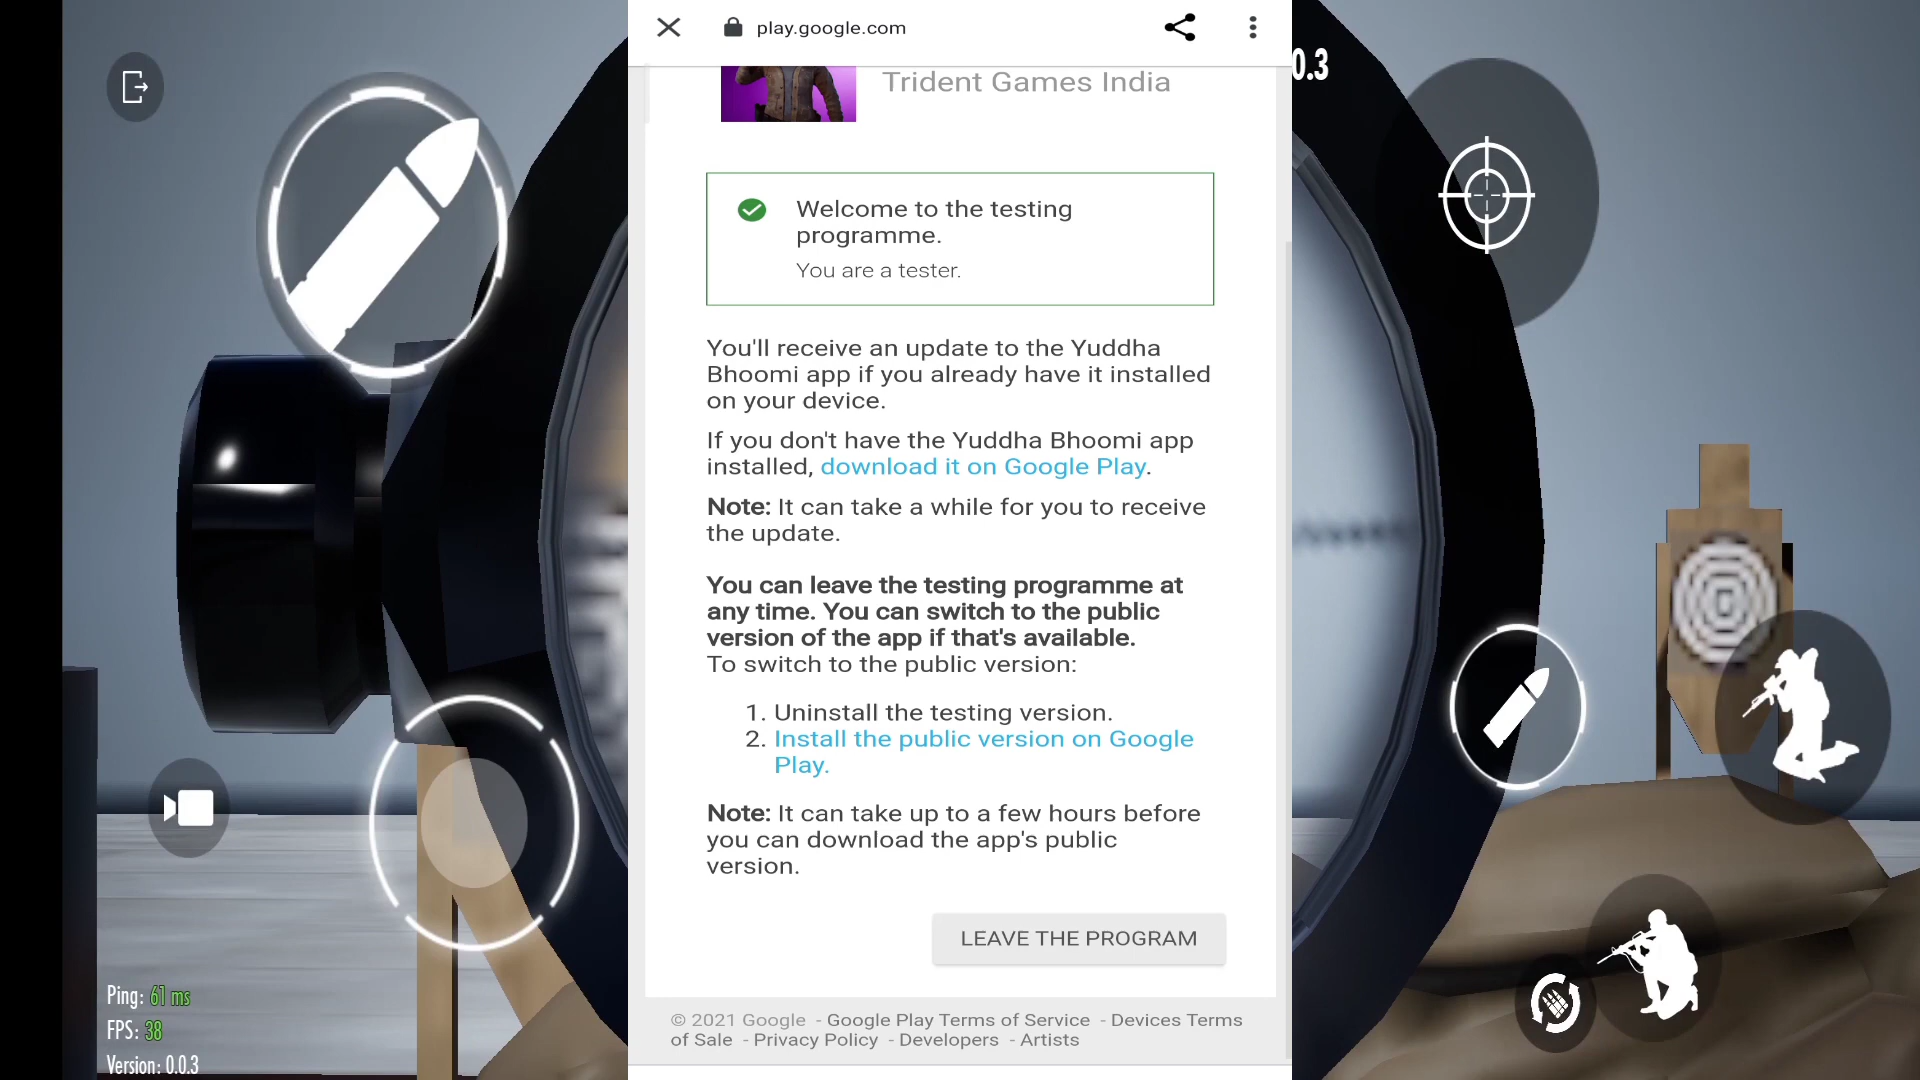 play.google.com
0.3
Trident Games India
Welcome to the testing
programme.
You are a tester.
You'll receive an update to the Yuddha
Bhoomi app if you already have it installed
on your device.
If you don't have the Yuddha Bhoomi app
installed, download it on Google Play.
Note: It can take a while for you to receive
the update.
You can leave the testing programme at
any time. You can switch to the public
version of the app if that's available.
To switch to the public version:
1. Uninstall the testing version.
2. Install the public version on Google
Play.
Note: It can take up to a few hours before
you can download the app's public
version.
LEAVE THE PROGRAM
© 2021 Google - Google Play Terms of Service - Devices Terms
of Sale - Privacy Policy - Developers - Artists
Ping: 61 ms
FPS: 38
Version: 0.0.3